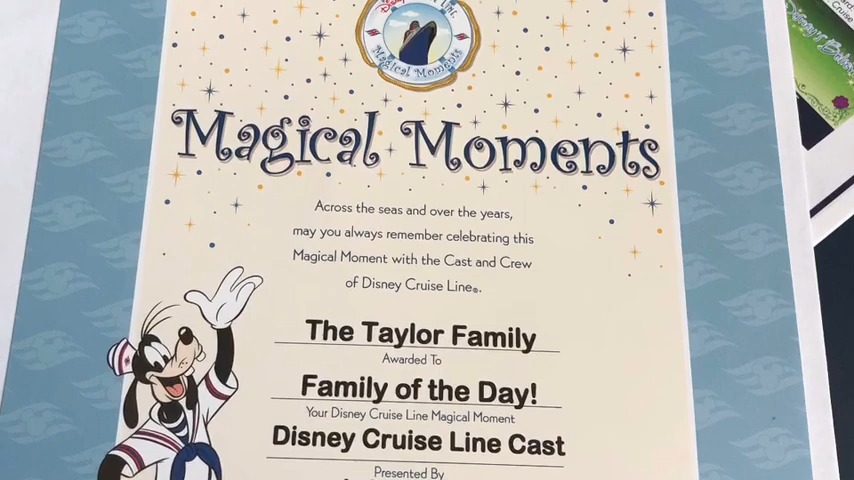 Magical Moments
Magical Moments
Across the seas and over the years,
may you always remember celebrating this
Magical Moment with the Cast and Crew
of Disney Cruise Line®.
The Taylor Family
Awarded To
Family of the Day!
Your Disney Cruise Line Magical Moment
Disney Cruise Line Cast
Presented By
Cruise
Disney's